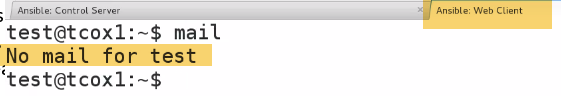 Ansible: Control Server × Ansible: Web Client
test@tcox1:~$ mail
No mail for test
test@tcox1:~$